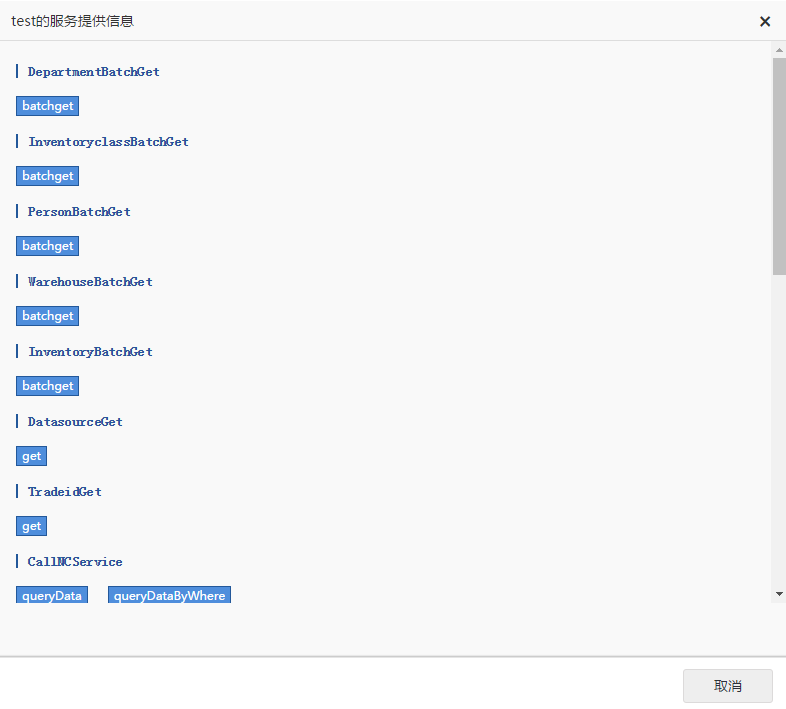 test的服务提供信息
DepartmentBatchGet
batchget
InventoryclassBatchGet
batchget
PersonBatchGet
batchget
WarehouseBatchGet
batchget
InventoryBatchGet
batchget
DatasourceGet
get
TradeidGet
get
CallNCService
queryData queryDataByWhere
取消